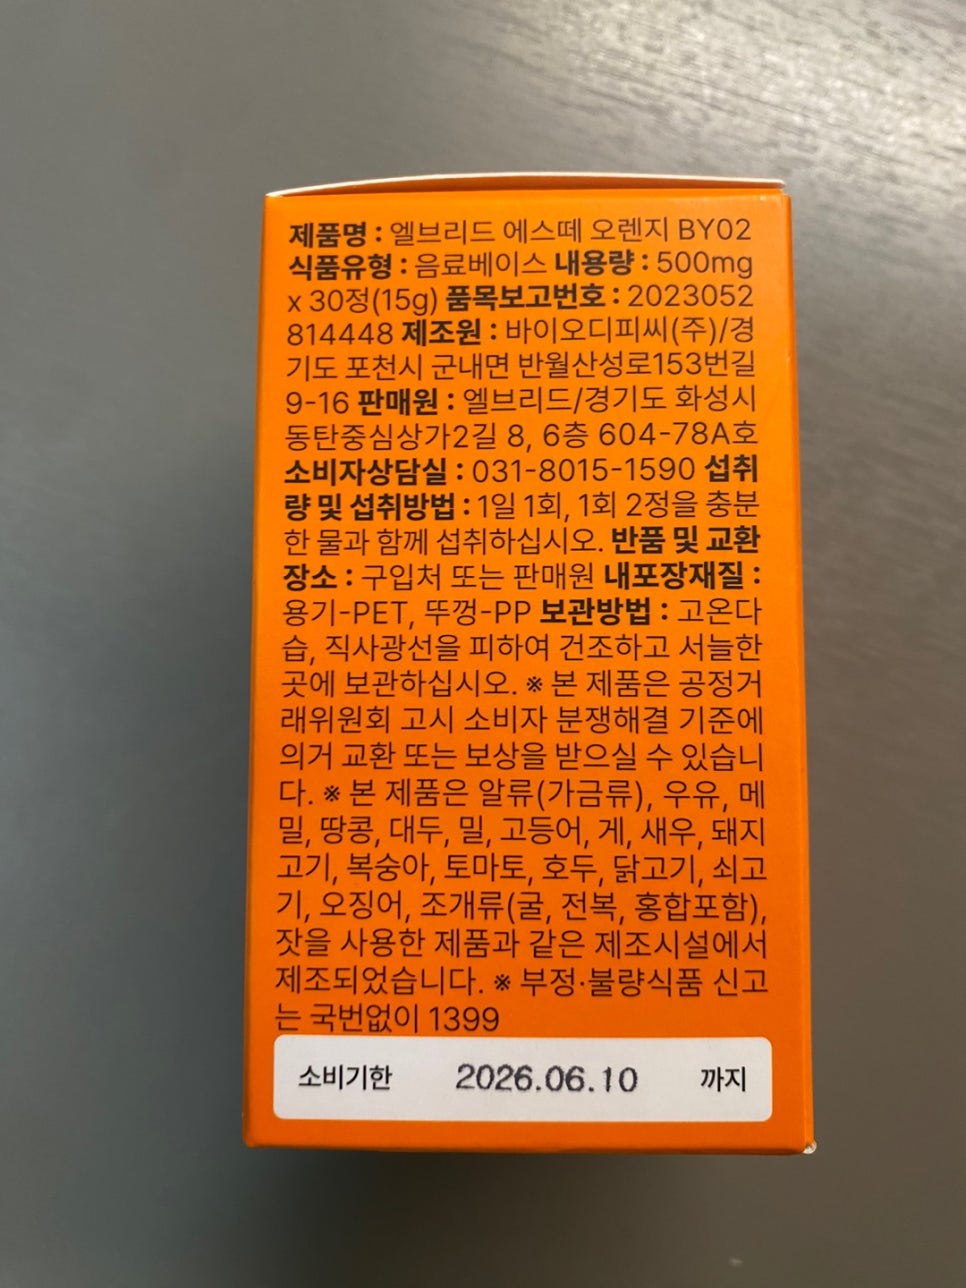 제품명 : 엘브리드 에스떼 오렌지 BY02
식품유형 : 음료베이스 내용량 : 500mg
x 30정(15g) 품목보고번호 : 2023052
814448 제조원 : 바이오디피씨(주)/경
기도 포천시 군내면 반월산성로153번길
9-16 판매원 : 엘브리드/경기도 화성시
동탄중심상가2길 8, 6층 604-78A호
소비자상담실 : 031-8015-1590 섭취
량 및 섭취방법 : 1일 1회, 1회 2정을 충분
한 물과 함께 섭취하십시오. 반품 및 교환
장소 : 구입처 또는 판매원 내포장재질 :
용기-PET, 뚜껑-PP 보관방법 : 고온다
습, 직사광선을 피하여 건조하고 서늘한
곳에 보관하십시오. ※ 본 제품은 공정거
래위원회 고시 소비자 분쟁해결 기준에
의거 교환 또는 보상을 받으실 수 있습니
다. ※ 본 제품은 알류(가금류), 우유, 메
밀, 땅콩, 대두, 밀, 고등어, 게, 새우, 돼지
고기, 복숭아, 토마토, 호두, 닭고기, 쇠고
기, 오징어, 조개류(굴, 전복, 홍합포함),
잣을 사용한 제품과 같은 제조시설에서
제조되었습니다. ※ 부정·불량식품 신고
는 국번없이 1399
소비기한 2026.06.10 까지